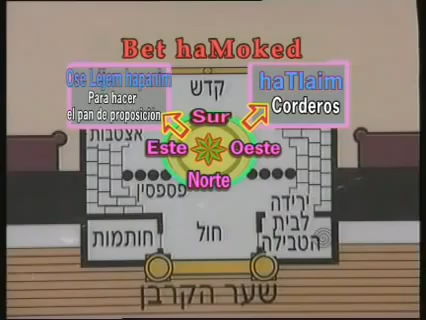 Bet haMoked
Ose Léjem hapanim
Para hacer
el pan de proposición
קדש
haTlaim
Corderos
Sur
אצטבות
Este
Oeste
Norte
פספסין
ירידה
לבית
הטבילה
חול
חותמות
שער הקרבן